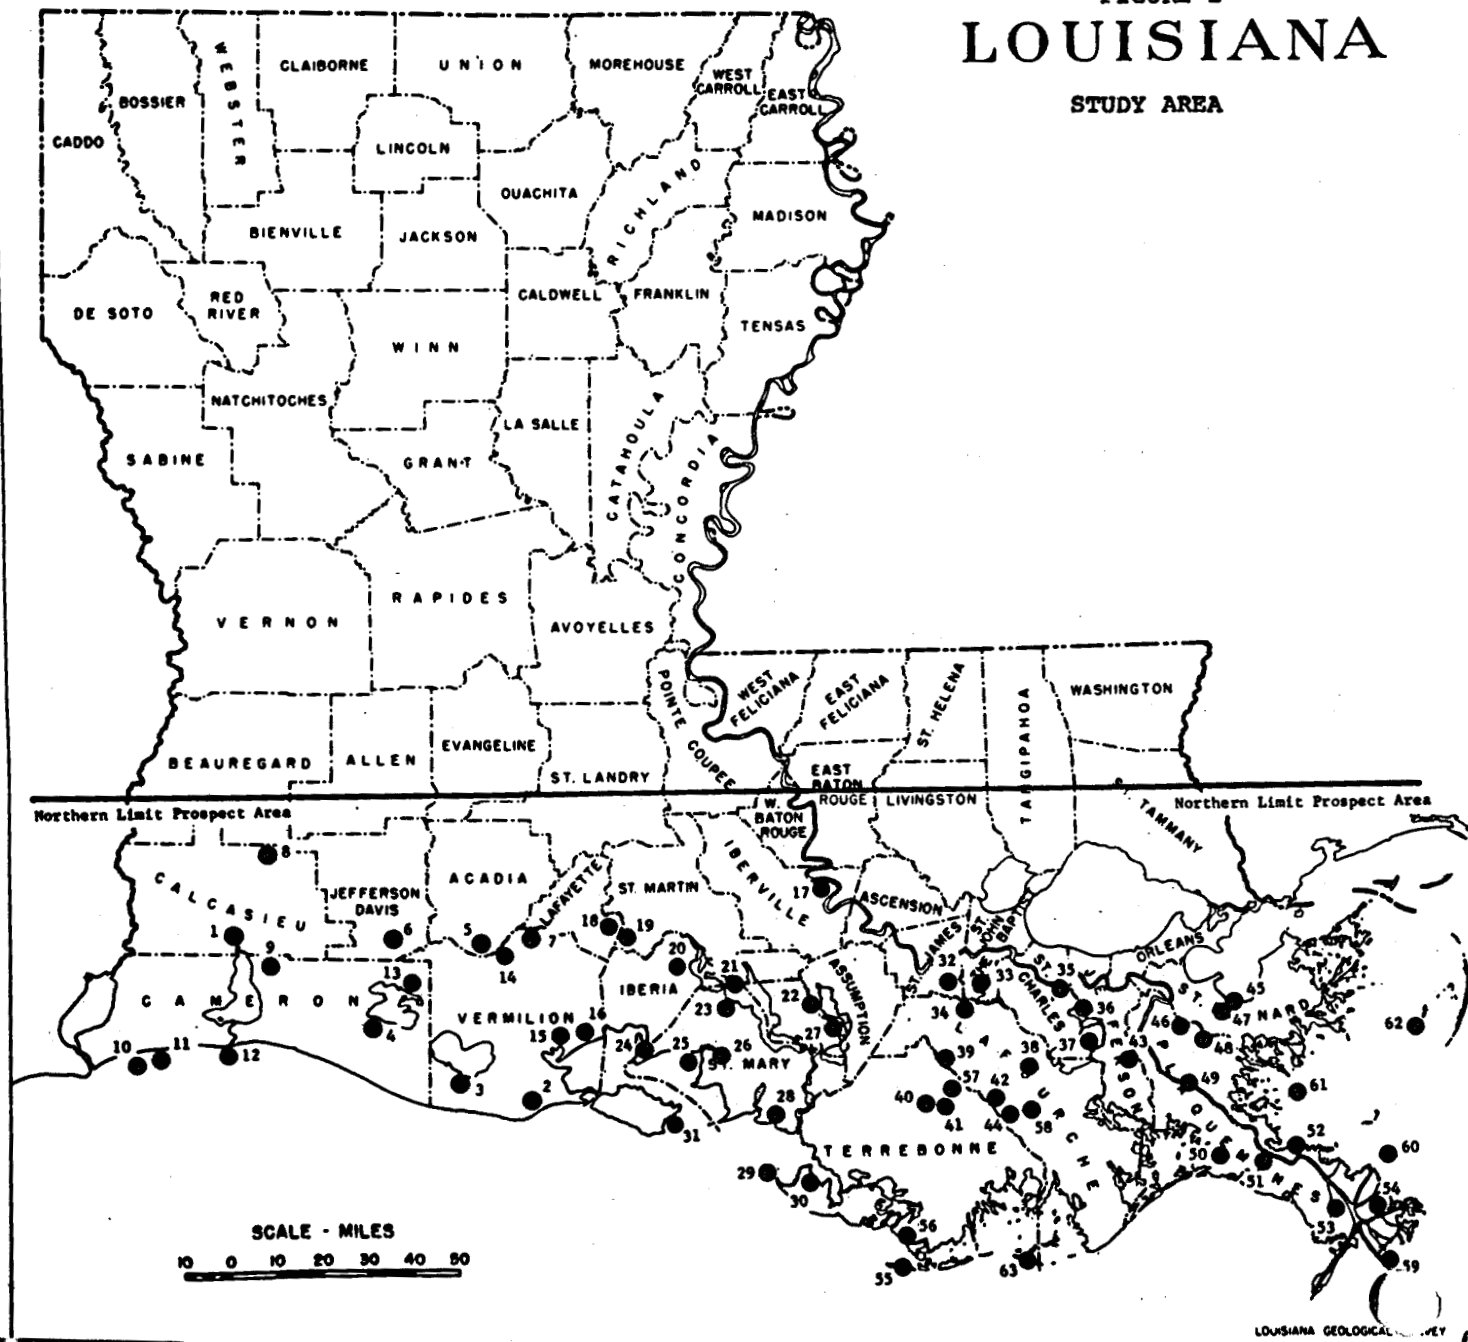 LOUISIANA
STUDY AREA
CLAIBORNE
UNION
MOREHOUSE
WEST
CARROLL
EAST
CARROLL
WEBSTER
BOSSIER
CADDO
LINCOLN
OUACHITA
RICHLAND
MADISON
BIENVILLE
JACKSON
RED
RIVER
DE SOTO
CALDWELL
FRANKLIN
TENSAS
WINN
NATCHITOCHES
LA SALLE
CATAHOULA
CONCORDIA
SABINE
GRANT
VERNON
RAPIDES
AVOYELLES
WEST
FELICIANA
EAST
FELICIANA
ST. HELENA
TANGIPAHOA
WASHINGTON
POINTE COUPEE
BEAUREGARD
ALLEN
EVANGELINE
ST. LANDRY
EAST
BATON
ROUGE
LIVINGSTON
W.
BATON
ROUGE
TAMMANY
Northern Limit Prospect Area
Northern Limit Prospect Area
8
CALCASIEU
JEFFERSON
DAVIS
ACADIA
LAFAYETTE
ST. MARTIN
IBERVILLE
17
ASCENSION
ST. JAMES
ST.
JOHN
BAPTIST
ORLEANS
1
9
6
5
14
7
18
19
20
21
22
23
13
CAMERON
4
10
11
12
VERMILION
IBERIA
15
16
24
25
26
ST. MARY
27
28
ASSUMPTION
3
2
31
29
30
32
33
34
ST.
CHARLES
35
36
37
38
39
57
40
41
42
44
58
43
45
46
47
48
49
ST.
NARD
62
61
LAFOURCHE
TERREBONNE
50
51
52
60
54
53
59
56
55
63
SCALE - MILES
10 0 10 20 30 40 50